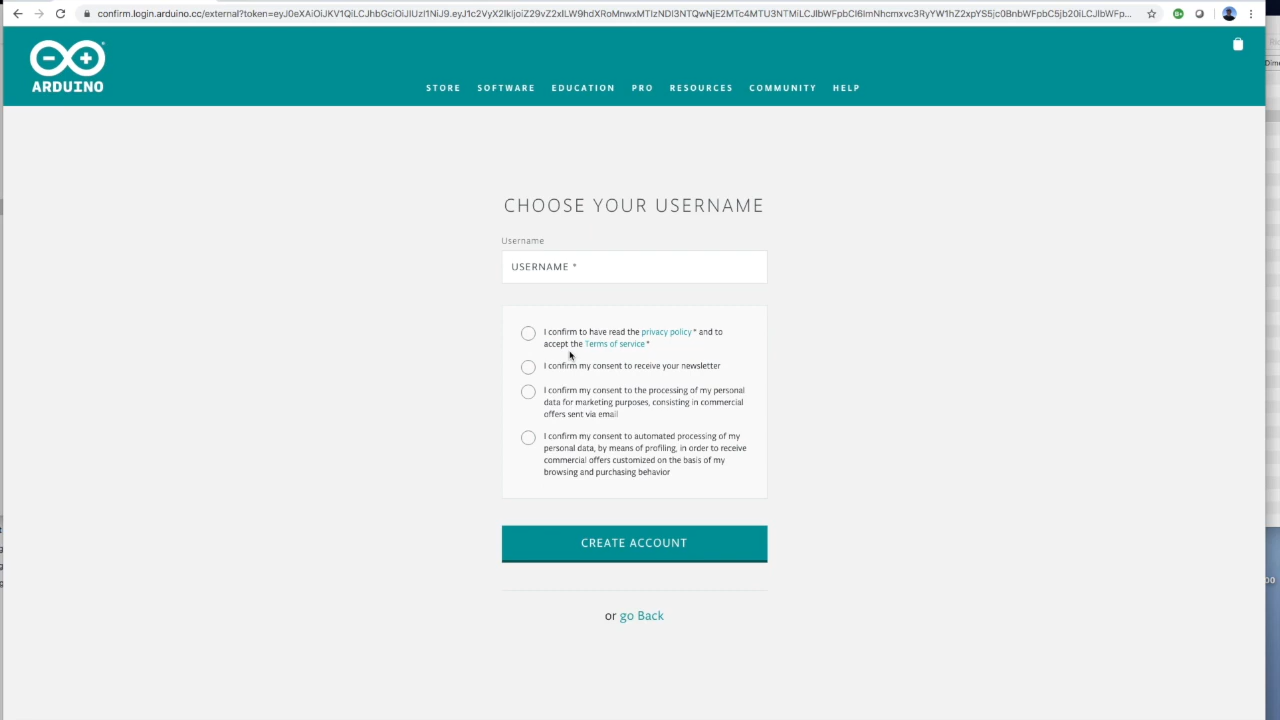 confirm.login.arduino.cc/external?token=
ARDUINO
STORE SOFTWARE EDUCATION PRO RESOURCES COMMUNITY HELP
CHOOSE YOUR USERNAME
Username
USERNAME *
I confirm to have read the privacy policy * and to
accept the Terms of service *
I confirm my consent to receive your newsletter
I confirm my consent to the processing of my personal
data for marketing purposes, consisting in commercial
offers sent via email
I confirm my consent to automated processing of my
personal data, by means of profiling, in order to receive
commercial offers customized on the basis of my
browsing and purchasing behavior
CREATE ACCOUNT
or go Back